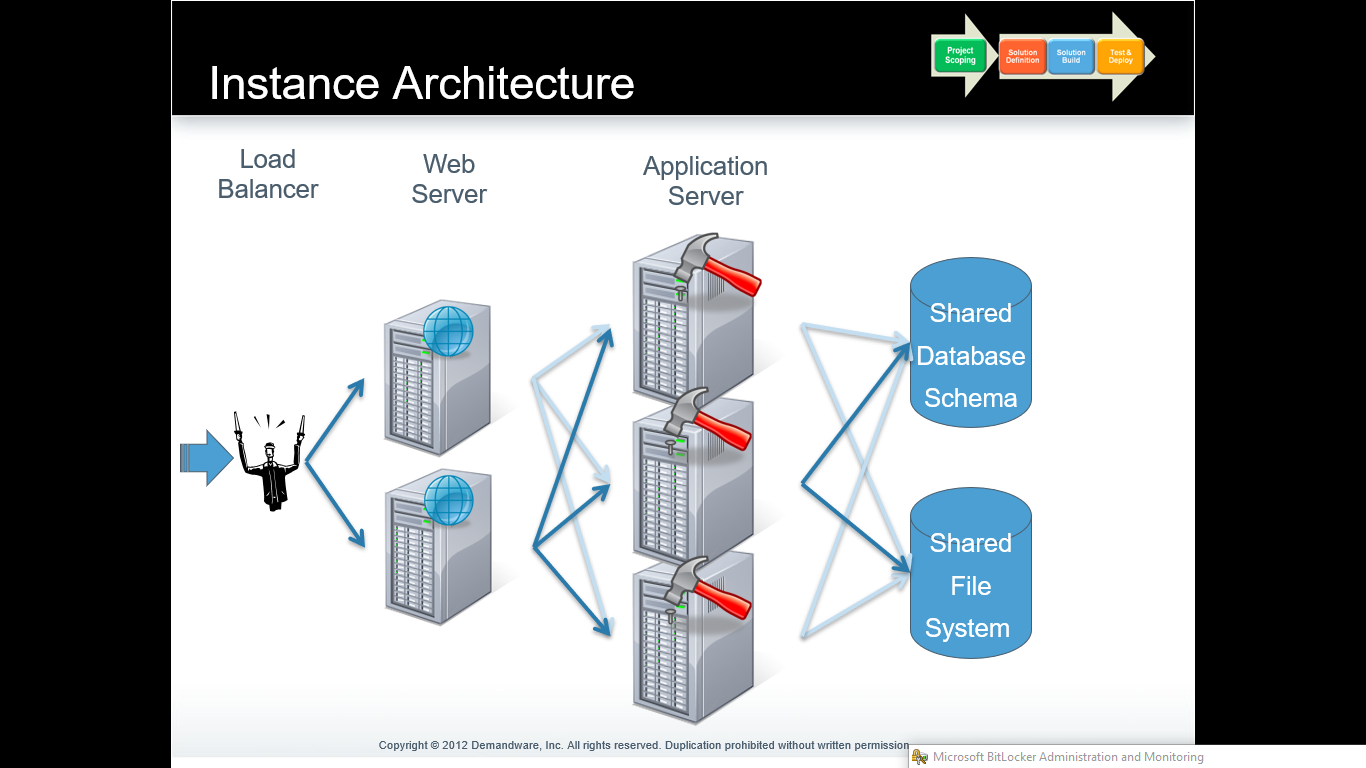 Instance Architecture
Project
Scoping
Solution
Definition
Solution
Build
Test &
Deploy
Load
Balancer
Web
Server
Application
Server
Shared
Database
Schema
Shared
File
System
Copyright © 2012 Demandware, Inc. All rights reserved. Duplication prohibited without written permission
Microsoft BitLocker Administration and Monitoring